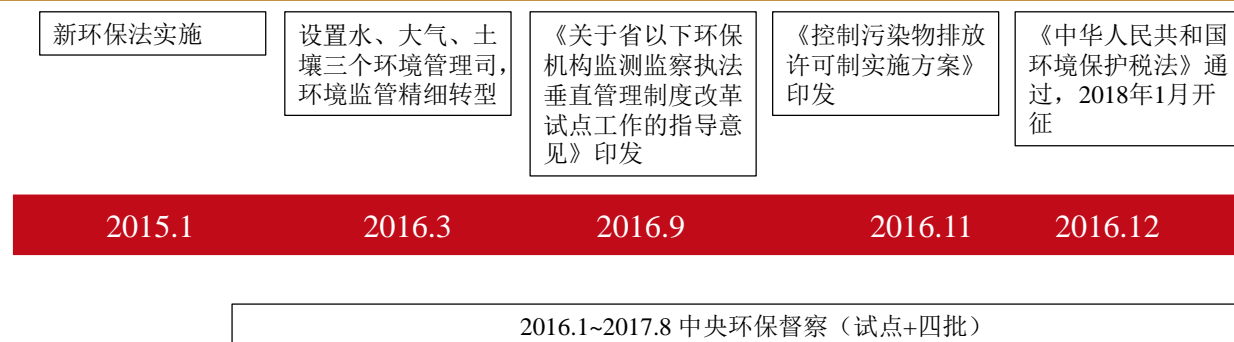 新环保法实施
设置水、大气、土
壤三个环境管理司，
环境监管精细转型
《关于省以下环保
机构监测监察执法
垂直管理制度改革
试点工作的指导意
见》印发
《控制污染物排放
许可制实施方案》
印发
《中华人民共和国
环境保护税法》通
过，2018年1月开
征
2015.1
2016.3
2016.9
2016.11
2016.12
2016.1~2017.8 中央环保督察（试点+四批）